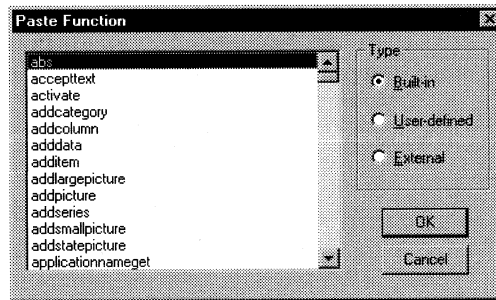 Paste Function
abs
accepttext
activate
addcategory
addcolumn
adddata
additem
addlargepicture
addpicture
addseries
addsmallpicture
addstatepicture
applicationnameget
Type
Built-in
User-defined
External
OK
Cancel